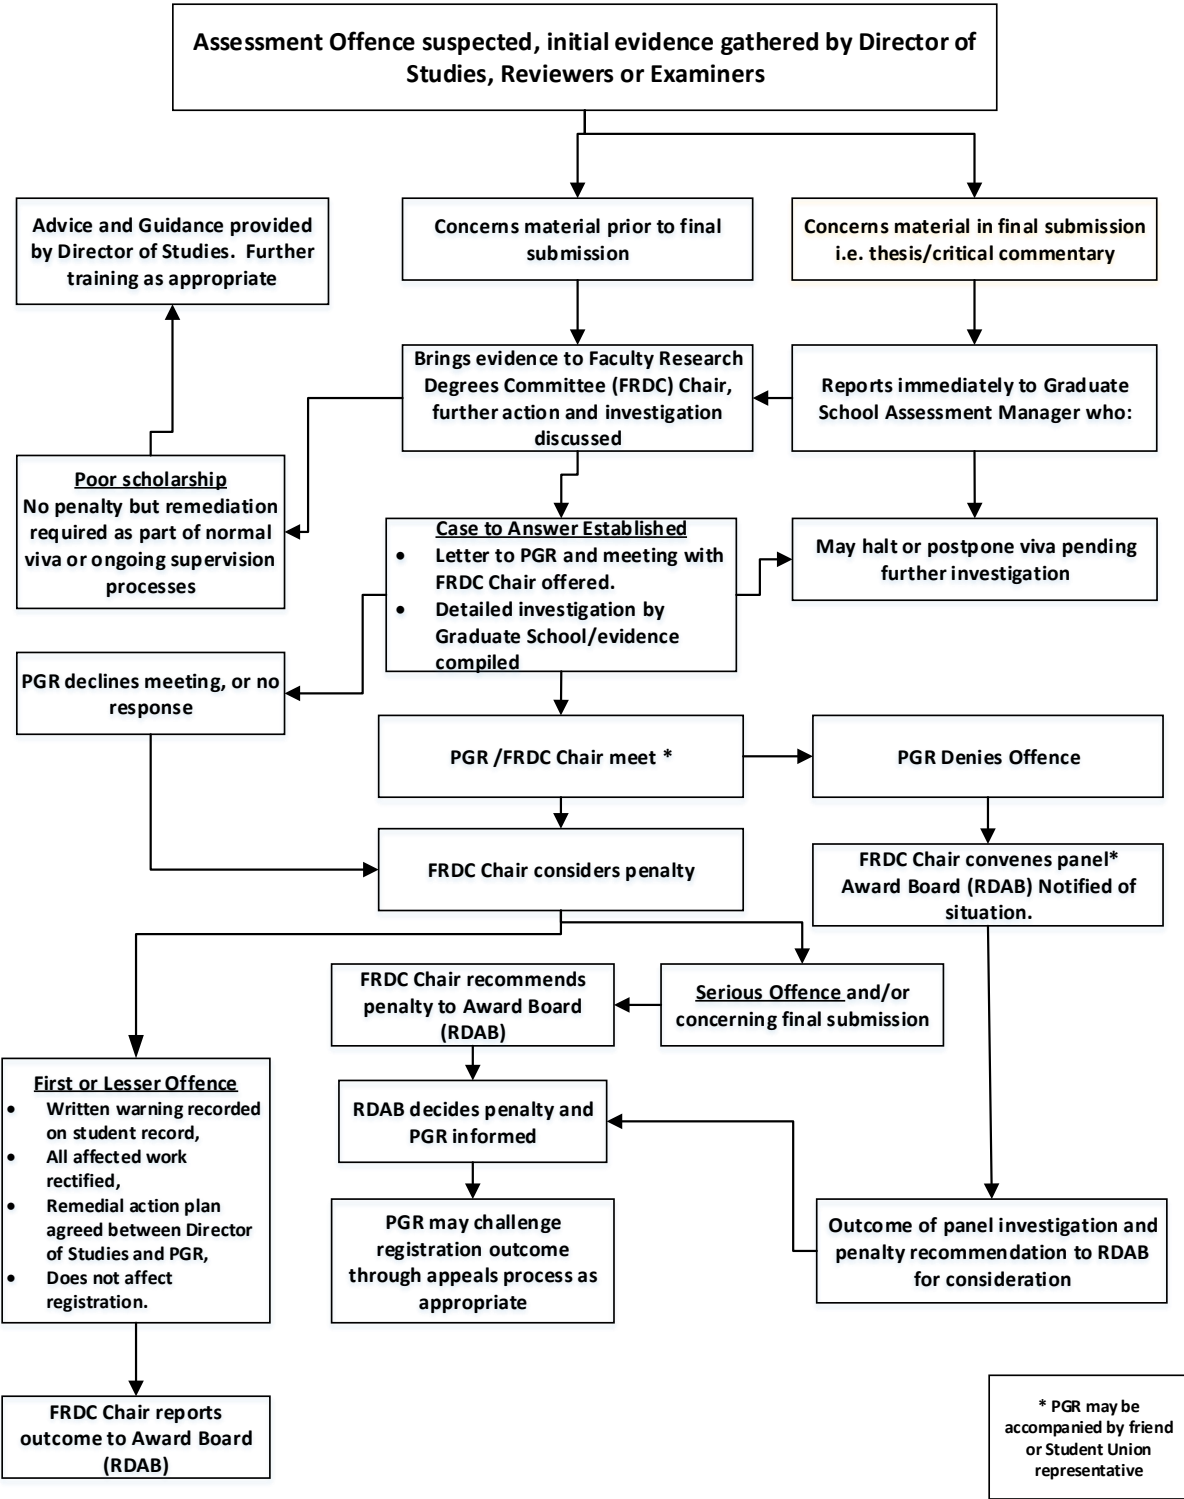 Assessment Offence suspected, initial evidence gathered by Director of
Studies, Reviewers or Examiners
Advice and Guidance provided
by Director of Studies.  Further
training as appropriate
Concerns material prior to final
submission
Concerns material in final submission
i.e. thesis/critical commentary
Brings evidence to Faculty Research
Degrees Committee (FRDC) Chair,
further action and investigation
discussed
Reports immediately to Graduate
School Assessment Manager who:
Poor scholarship
No penalty but remediation
required as part of normal
viva or ongoing supervision
processes
Case to Answer Established
• Letter to PGR and meeting with
FRDC Chair offered.
• Detailed investigation by
Graduate School/evidence
compiled
May halt or postpone viva pending
further investigation
PGR declines meeting, or no
response
PGR /FRDC Chair meet *
PGR Denies Offence
FRDC Chair considers penalty
FRDC Chair convenes panel*
Award Board (RDAB) Notified of
situation.
FRDC Chair recommends
penalty to Award Board
(RDAB)
Serious Offence and/or
concerning final submission
First or Lesser Offence
• Written warning recorded
on student record,
• All affected work
rectified,
• Remedial action plan
agreed between Director
of Studies and PGR,
• Does not affect
registration.
RDAB decides penalty and
PGR informed
PGR may challenge
registration outcome
through appeals process as
appropriate
Outcome of panel investigation and
penalty recommendation to RDAB
for consideration
FRDC Chair reports
outcome to Award Board
(RDAB)
* PGR may be
accompanied by friend
or Student Union
representative